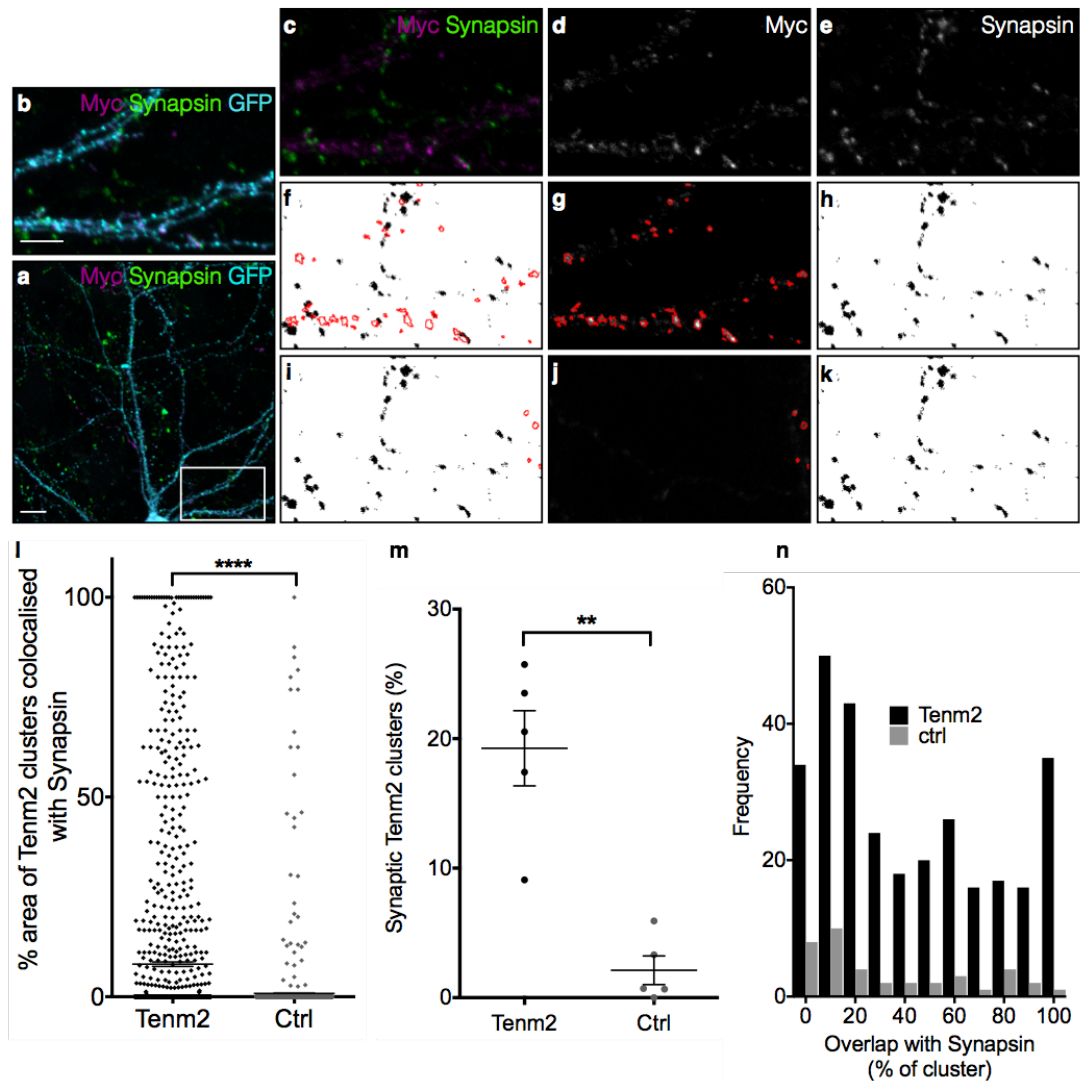 c Myc Synapsin
d Myc
e Synapsin
b Myc Synapsin GFP
f
g
h
a Myc Synapsin GFP
i
j
k
l
% area of Tenm2 clusters colocalised
with Synapsin
****
100
50
0
Tenm2 Ctrl
m
Synaptic Tenm2 clusters (%)
**
30
20
10
0
Tenm2 Ctrl
n
Frequency
60
40
20
0
Tenm2
ctrl
0 20 40 60 80 100
Overlap with Synapsin
(% of cluster)